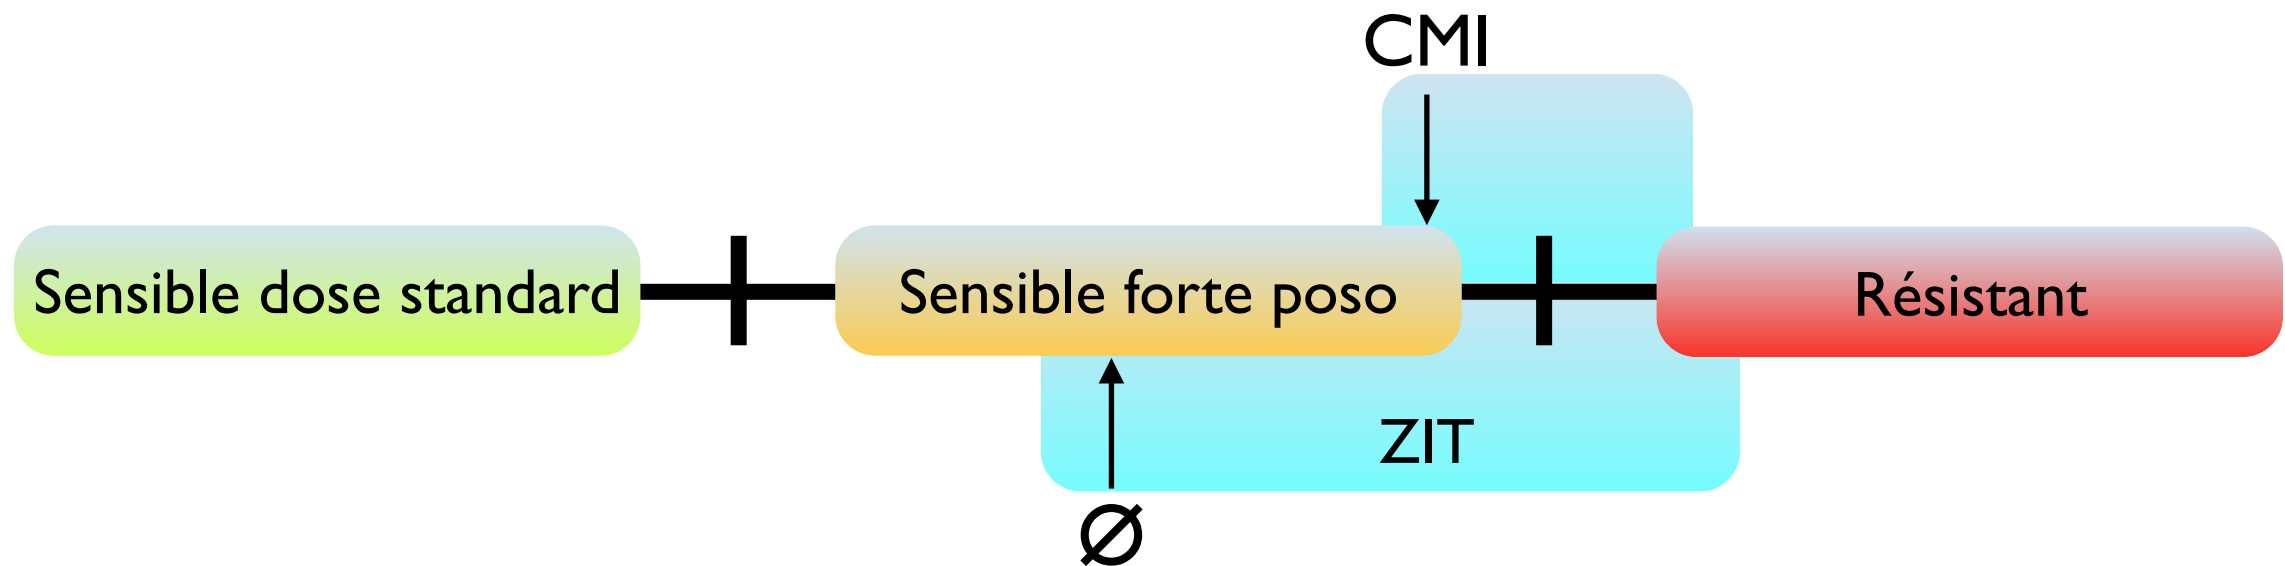 CMI
Sensible dose standard
Sensible forte poso
Résistant
ZIT
Ø